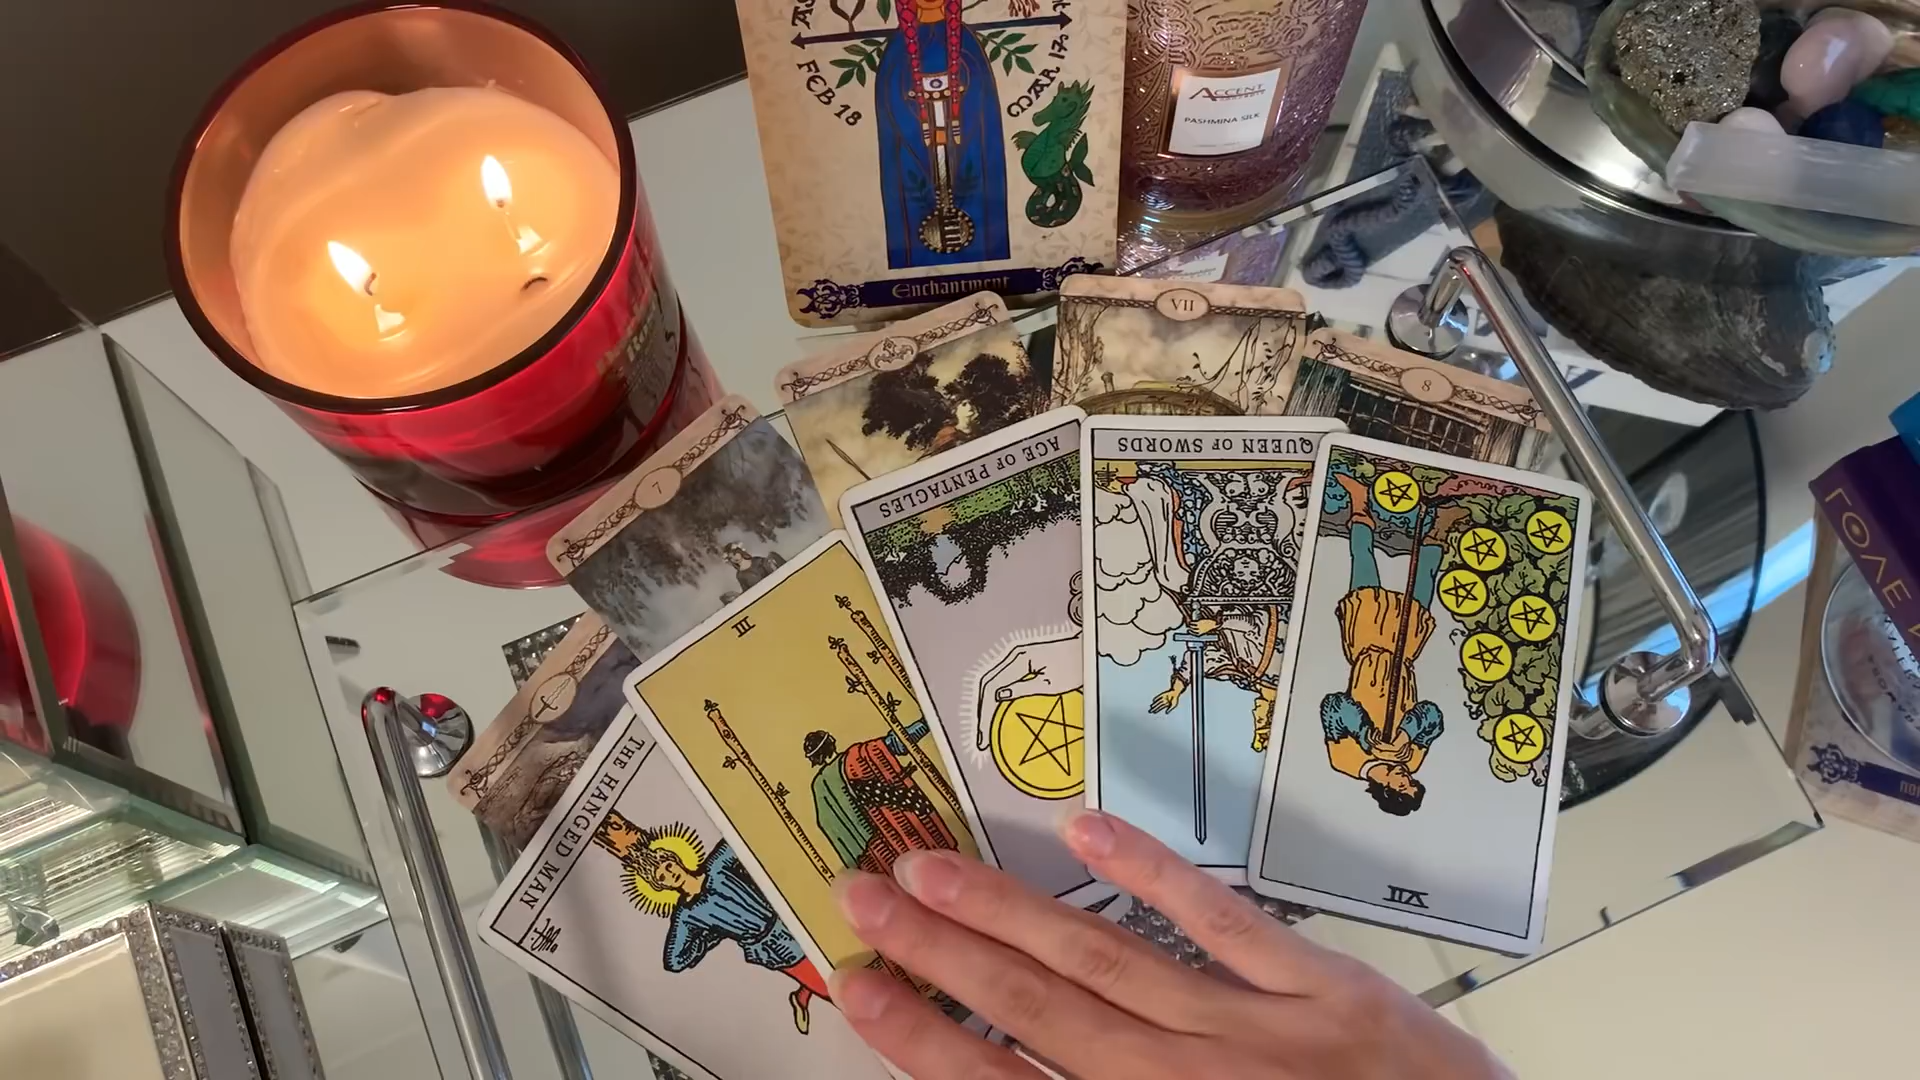 FEB 18
MAR 17
Enchantment
ACCENT
PASHMINA SILK
VII
8
7
ACE OF PENTACLES
QUEEN OF SWORDS
III
THE HANGED MAN
VII